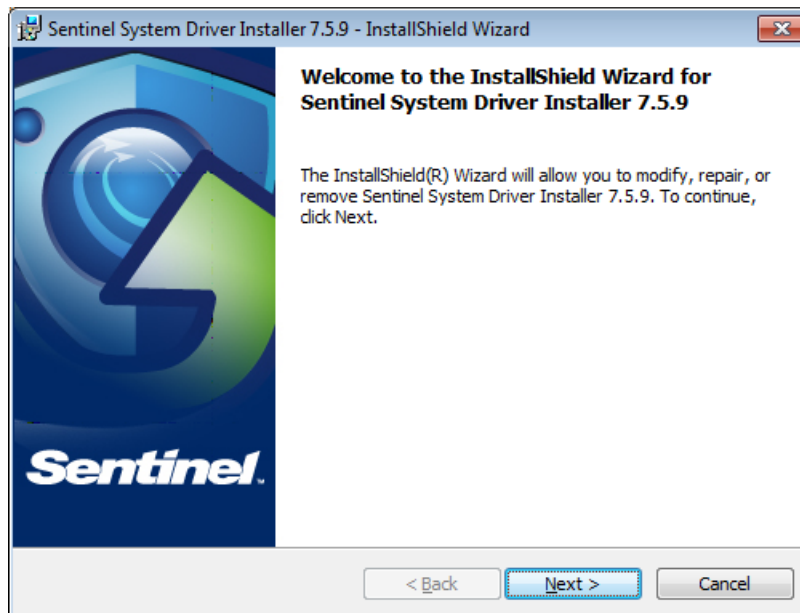 Sentinel System Driver Installer 7.5.9 - InstallShield Wizard
Welcome to the InstallShield Wizard for
Sentinel System Driver Installer 7.5.9
The InstallShield(R) Wizard will allow you to modify, repair, or
remove Sentinel System Driver Installer 7.5.9. To continue,
click Next.
Sentinel™
< Back
Next >
Cancel